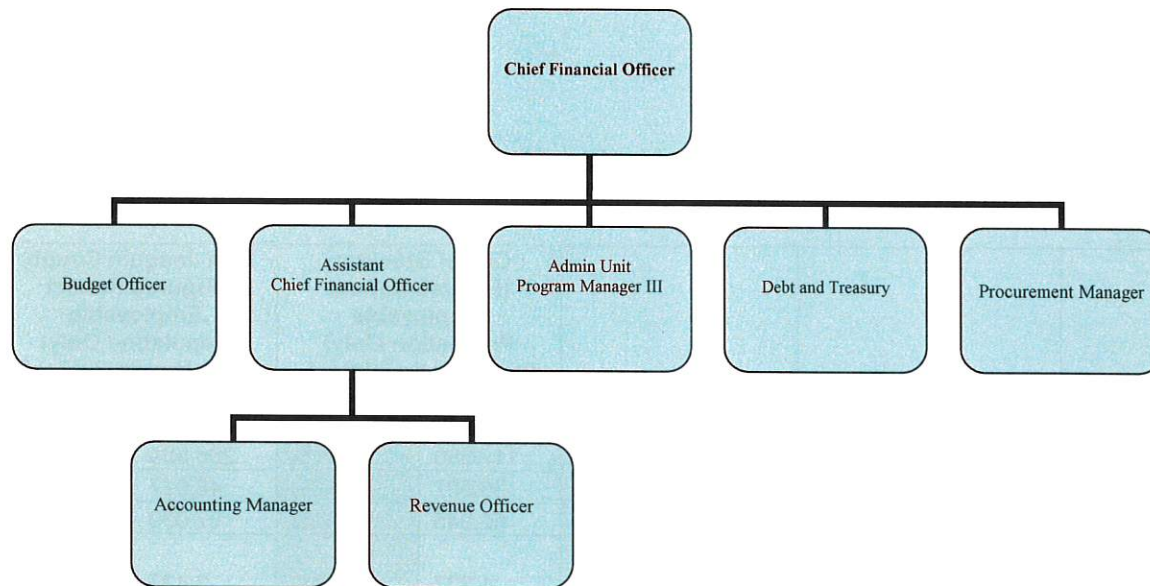 Chief Financial Officer
Budget Officer
Assistant
Chief Financial Officer
Admin Unit
Program Manager III
Debt and Treasury
Procurement Manager
Accounting Manager
Revenue Officer